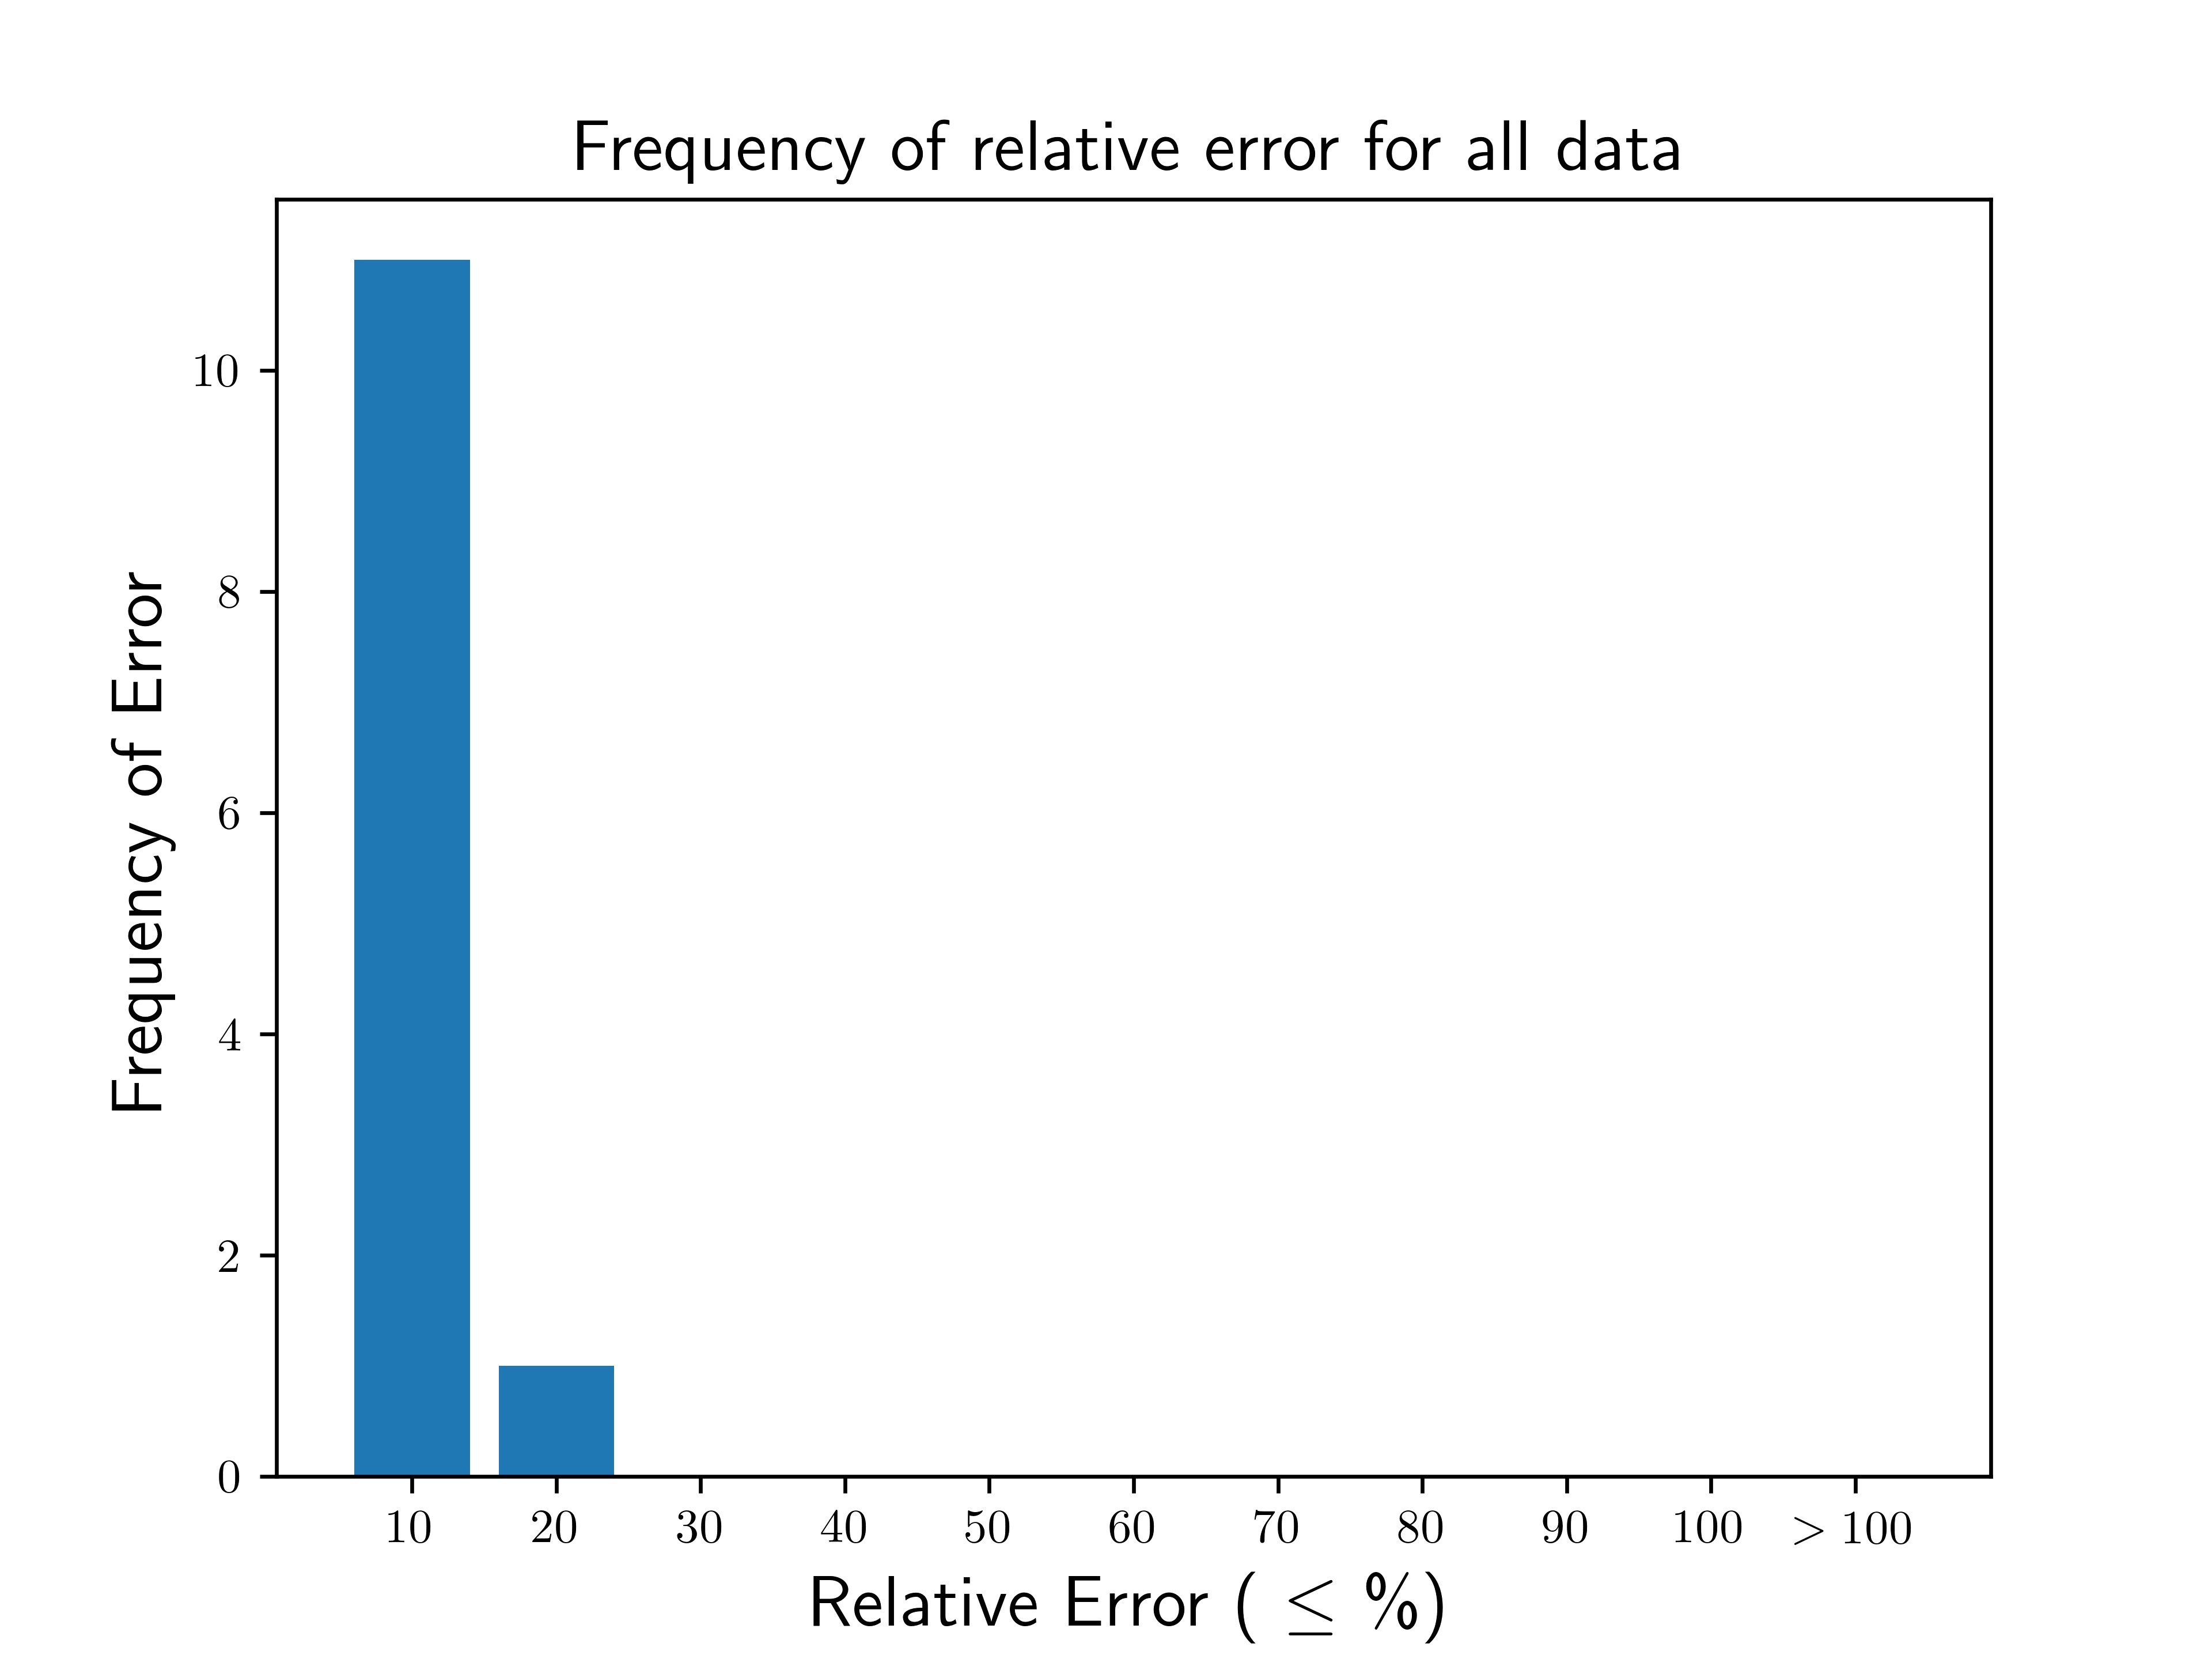 Frequency of relative error for all data
Frequency of Error
10
8
6
4
2
0
10 20 30 40 50 60 70 80 90 100 > 100
Relative Error ( ≤ %)